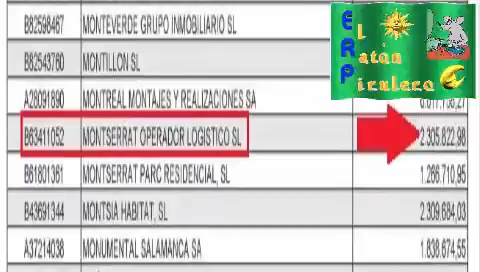 B82598467 MONTEVERDE GRUPO INMOBILIARIO SL
B82543760 MONTILLON SL
A28091890 MONTREAL MONTAJES Y REALIZACIONES SA
B63411052 MONTSERRAT OPERADOR LOGISTICO SL 2.305.822,98
B61801361 MONTSERRAT PARC RESIDENCIAL, SL 1.266.710,95
B43691344 MONTSIA HABITAT, SL 2.309.684,03
A37214038 MONUMENTAL SALAMANCA SA 1.838.674,55
El
Ratón
Pirulero